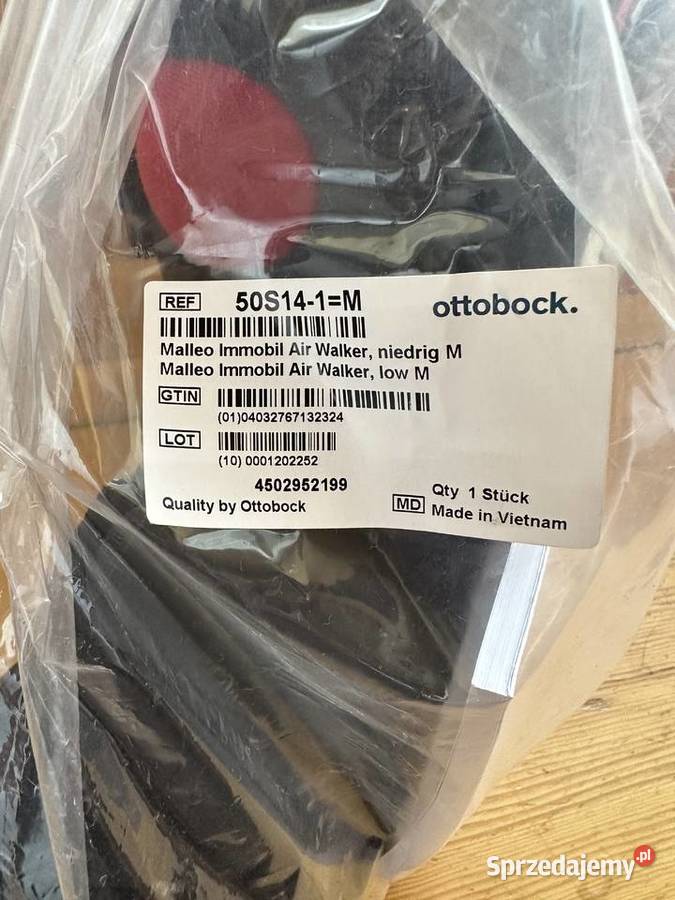 REF 50S14-1=M
ottobock.
Malleo Immobil Air Walker, niedrig M
Malleo Immobil Air Walker, low M
GTIN
(01)04032767132324
LOT
(10) 0001202252
4502952199
Quality by Ottobock
Qty 1 Stück
MD Made in Vietnam
Sprzedajemy.pl